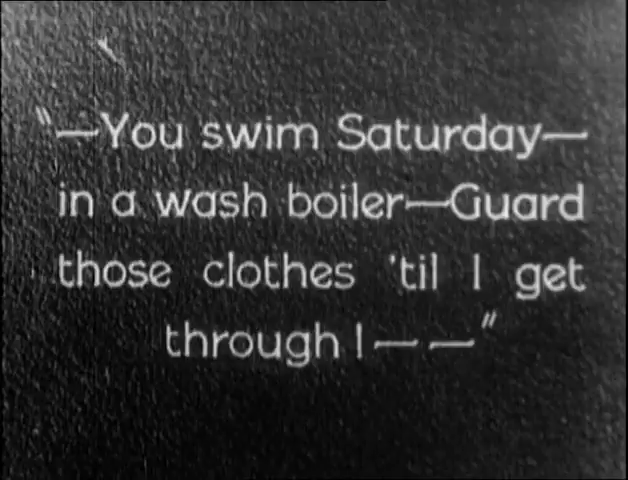 "—You swim Saturday—
in a wash boiler—Guard
those clothes 'til I get
through!— —"